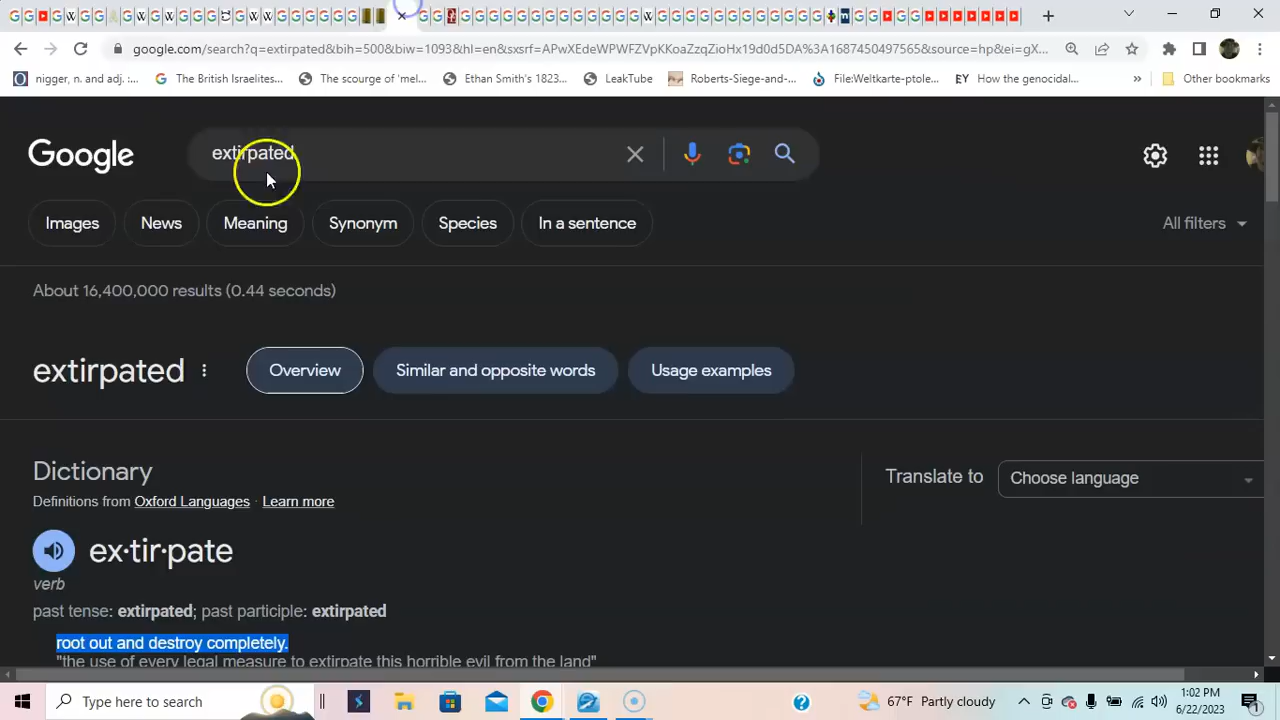 google.com/search?q=extirpated&bih=500&biw=1093&hl=en&sxsrf=APwXEdeWPWFZVpKKoaZzqZioHx19d0d5DA%3A1687450497565&source=hp&ei=gX...
nigger, n. and adj. :...
The British Israelites...
The scourge of 'mel...
Ethan Smith's 1823...
LeakTube
Roberts-Siege-and-...
File:Weltkarte-ptole...
EY How the genocidal...
»
Other bookmarks
Google
extirpated
Images
News
Meaning
Synonym
Species
In a sentence
All filters
About 16,400,000 results (0.44 seconds)
extirpated
Overview
Similar and opposite words
Usage examples
Dictionary
Definitions from Oxford Languages · Learn more
Translate to
Choose language
ex·tir·pate
verb
past tense: extirpated; past participle: extirpated
root out and destroy completely.
"the use of every legal measure to extirpate this horrible evil from the land"
Type here to search
67°F Partly cloudy
1:02 PM
6/22/2023